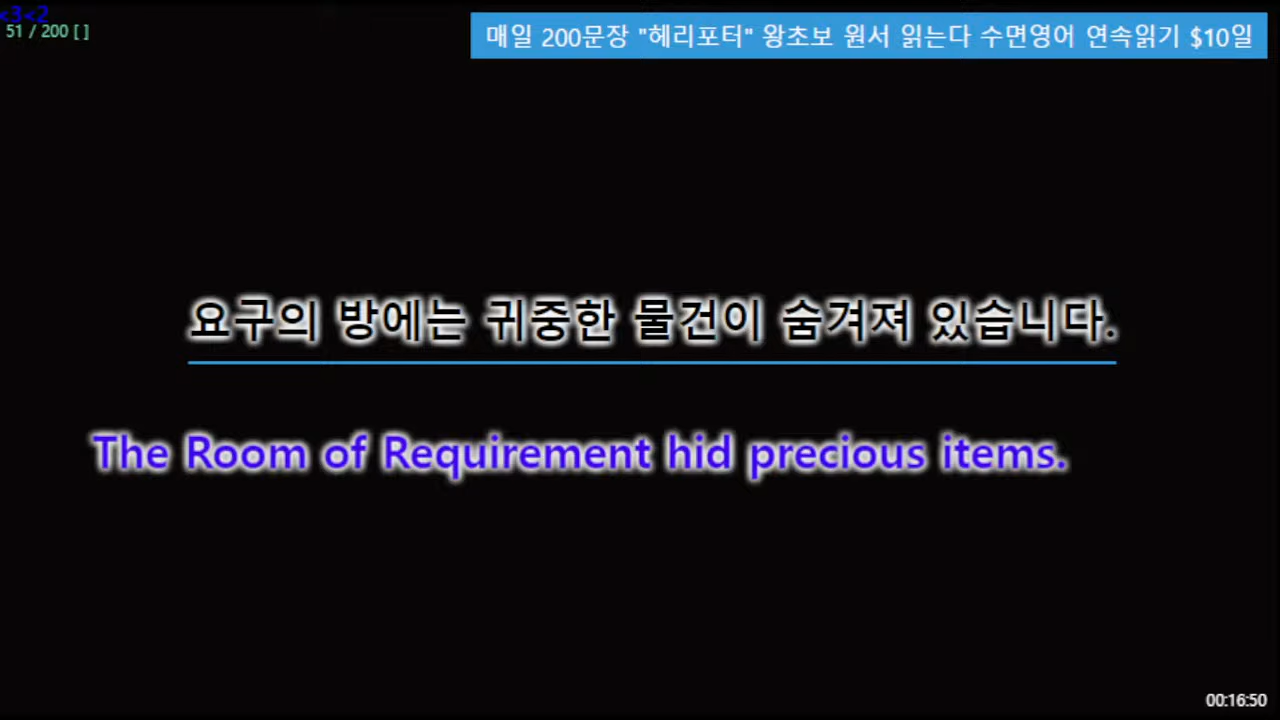 <3<2
51 / 200 [ ]
매일 200문장 "헤리포터" 왕초보 원서 읽는다 수면영어 연속읽기 $10일
요구의 방에는 귀중한 물건이 숨겨져 있습니다.
The Room of Requirement hid precious items.
00:16:50